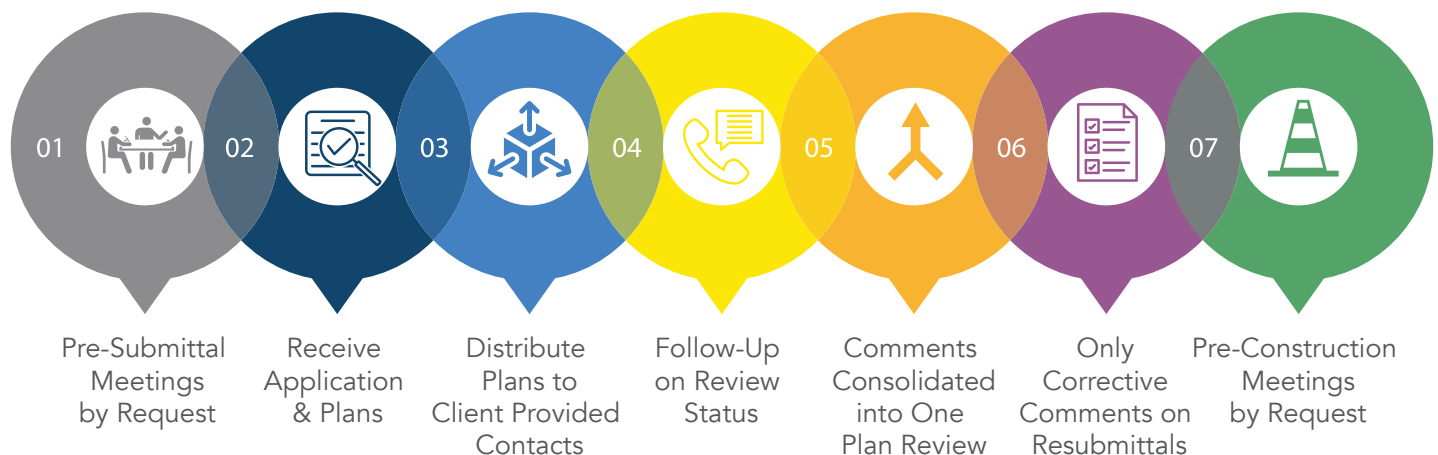 01
02
03
04
05
06
07
Pre-Submittal
Meetings
by Request
Receive
Application
& Plans
Distribute
Plans to
Client Provided
Contacts
Follow-Up
on Review
Status
Comments
Consolidated
into One
Plan Review
Only
Corrective
Comments on
Resubmittals
Pre-Construction
Meetings
by Request